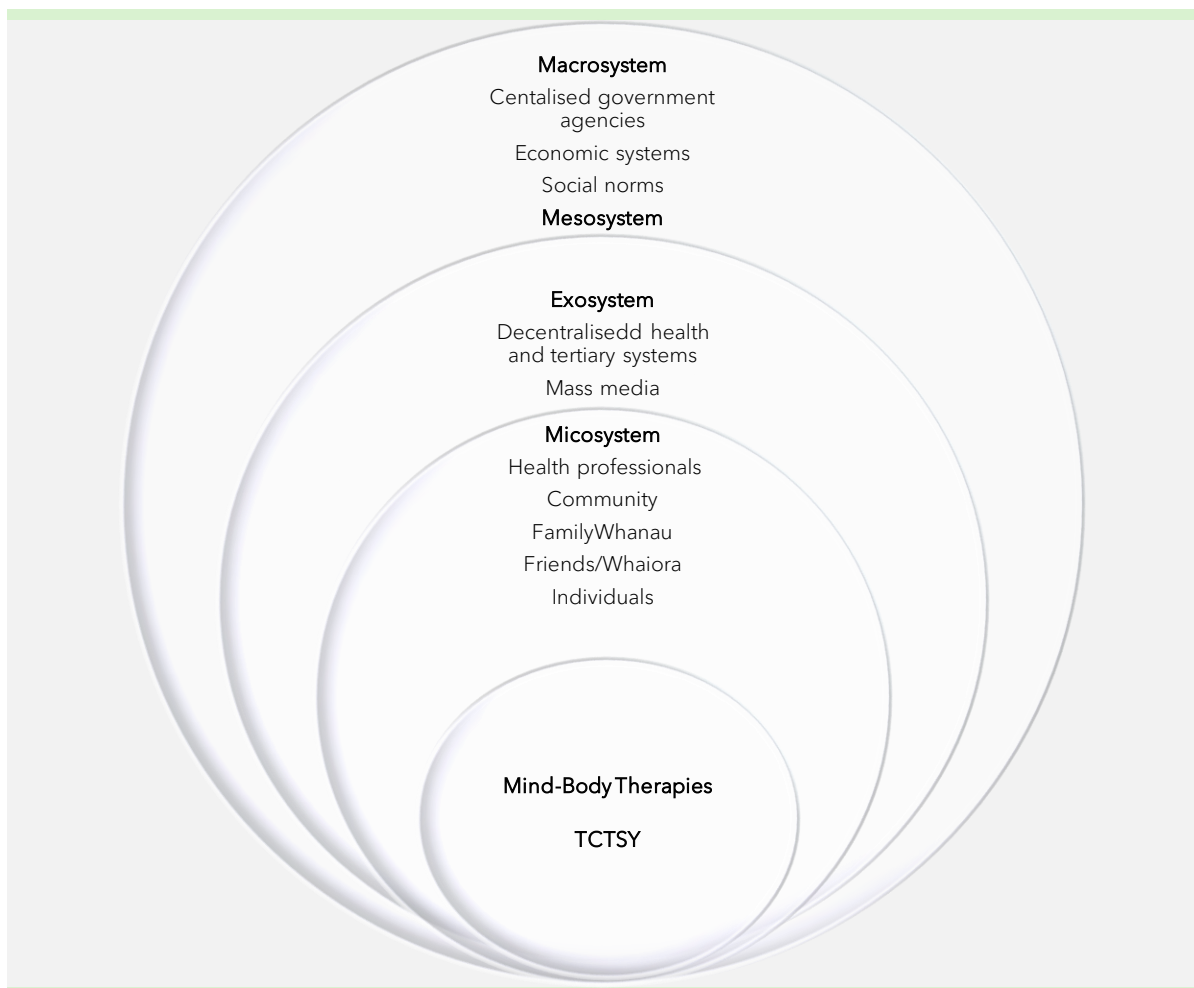 Macrosystem
Centalised government
agencies
Economic systems
Social norms
Mesosystem
Exosystem
Decentralisedd health
and tertiary systems
Mass media
Micosystem
Health professionals
Community
FamilyWhanau
Friends/Whaiora
Individuals
Mind-Body Therapies
TCTSY